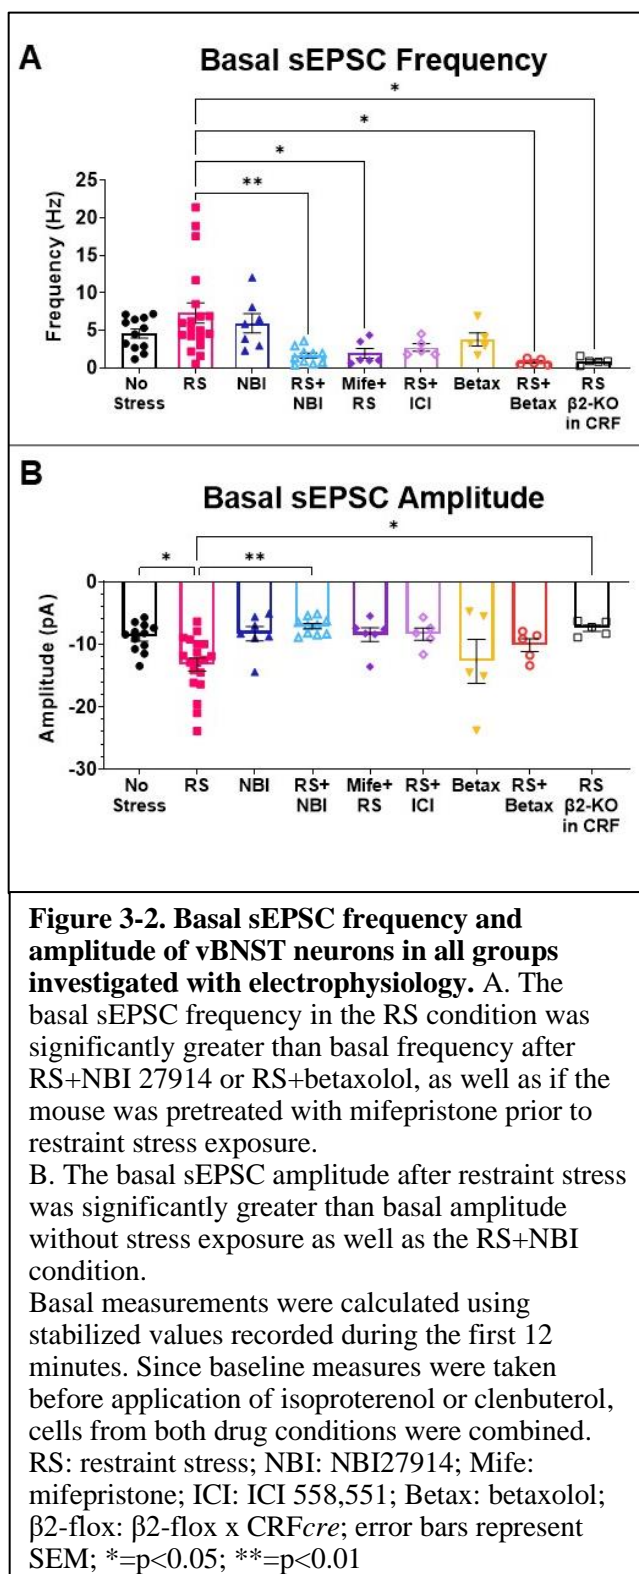 A
Basal sEPSC Frequency
*
*
*
**
Frequency (Hz)
25
20
15
10
5
0
No RS NBI RS+ Mife+ RS+ Betax RS+ RS
Stress NBI RS ICI Betax β2-KO
in CRF
B
Basal sEPSC Amplitude
*
* **
Amplitude (pA)
0
-10
-20
-30
No RS NBI RS+ Mife+ RS+ Betax RS+ RS
Stress NBI RS ICI Betax β2-KO
in CRF
Figure 3-2. Basal sEPSC frequency and
amplitude of vBNST neurons in all groups
investigated with electrophysiology. A. The
basal sEPSC frequency in the RS condition was
significantly greater than basal frequency after
RS+NBI 27914 or RS+betaxolol, as well as if the
mouse was pretreated with mifepristone prior to
restraint stress exposure.
B. The basal sEPSC amplitude after restraint stress
was significantly greater than basal amplitude
without stress exposure as well as the RS+NBI
condition.
Basal measurements were calculated using
stabilized values recorded during the first 12
minutes. Since baseline measures were taken
before application of isoproterenol or clenbuterol,
cells from both drug conditions were combined.
RS: restraint stress; NBI: NBI27914; Mife:
mifepristone; ICI: ICI 558,551; Betax: betaxolol;
β2-flox: β2-flox x CRFcre; error bars represent
SEM; *=p<0.05; **=p<0.01